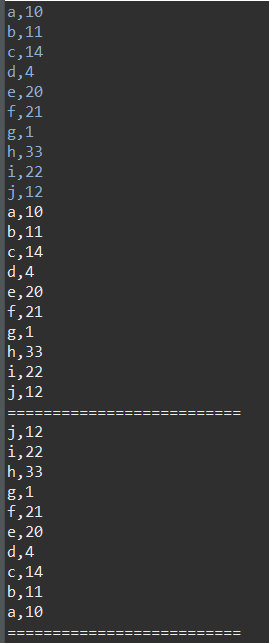 a,10
b,11
c,14
d,4
e,20
f,21
g,1
h,33
i,22
j,12
a,10
b,11
c,14
d,4
e,20
f,21
g,1
h,33
i,22
j,12
==========================
j,12
i,22
h,33
g,1
f,21
e,20
d,4
c,14
b,11
a,10
==========================